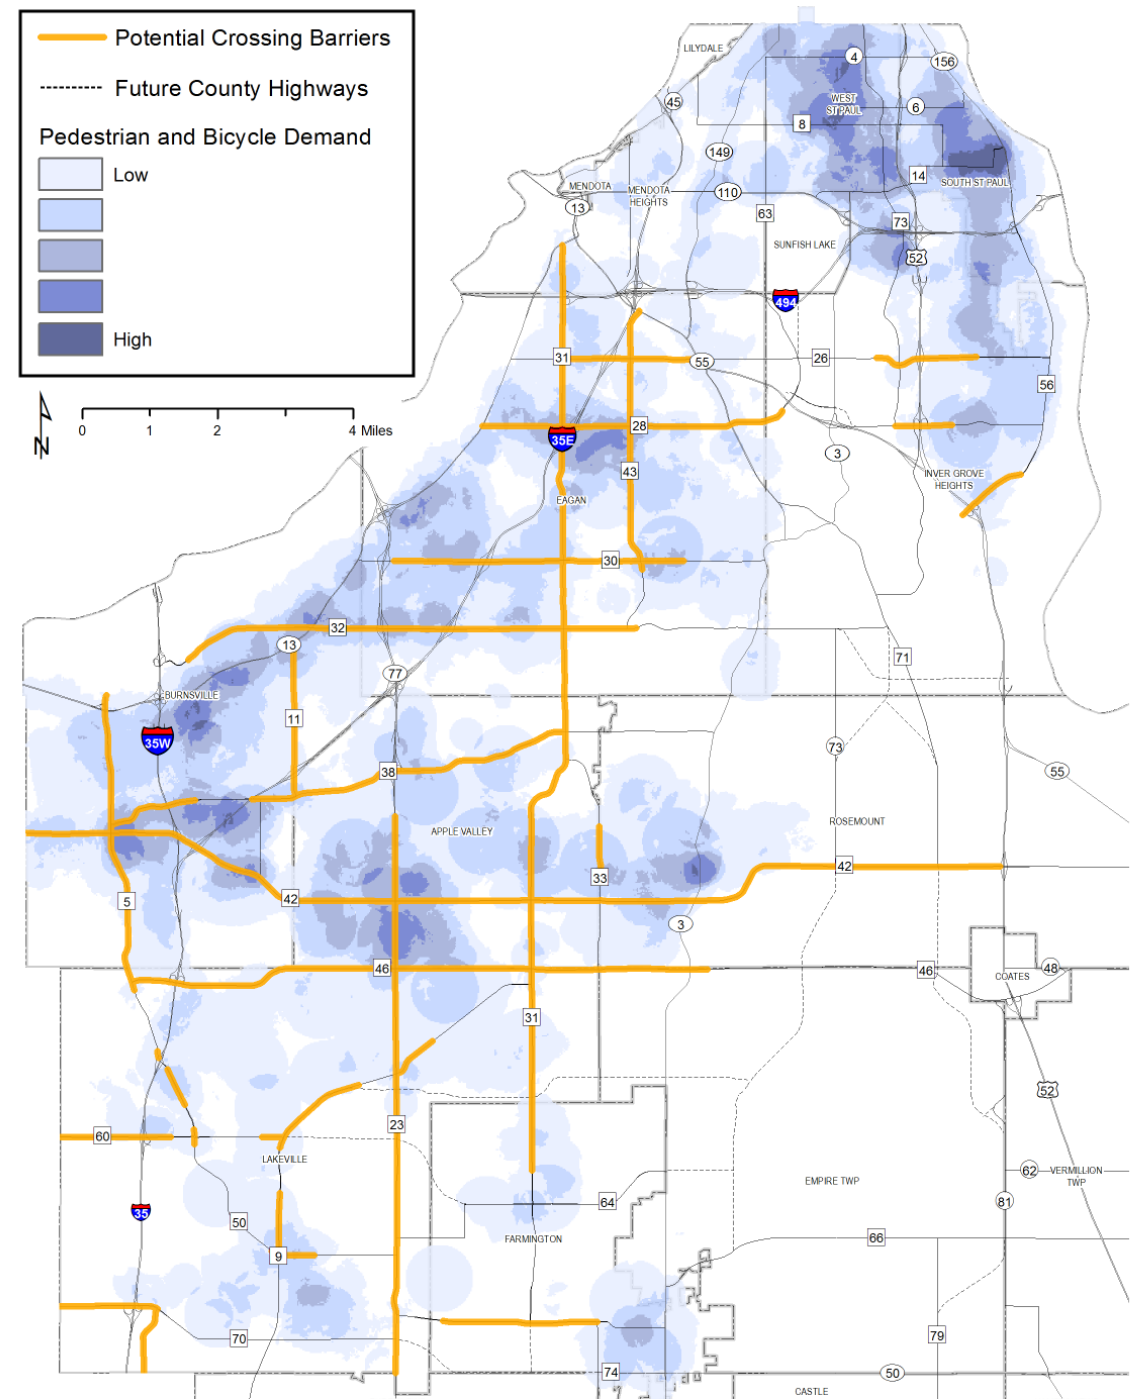 Potential Crossing Barriers
Future County Highways
Pedestrian and Bicycle Demand
Low
High
N
0 1 2 4 Miles
LILYDALE
4
156
45
WEST
ST PAUL
6
8
149
14
SOUTH ST PAUL
MENDOTA
MENDOTA
HEIGHTS
110
13
63
73
SUNFISH LAKE
52
494
31
55
26
56
28
35E
3
43
INVER GROVE
HEIGHTS
EAGAN
30
32
13
71
77
BURNSVILLE
11
35W
73
38
55
APPLE VALLEY
ROSEMOUNT
42
33
42
5
3
46
46
48
COATES
31
52
23
60
LAKEVILLE
62
VERMILLION
TWP
EMPIRE TWP
64
81
35
50
66
FARMINGTON
9
70
79
74
50
CASTLE